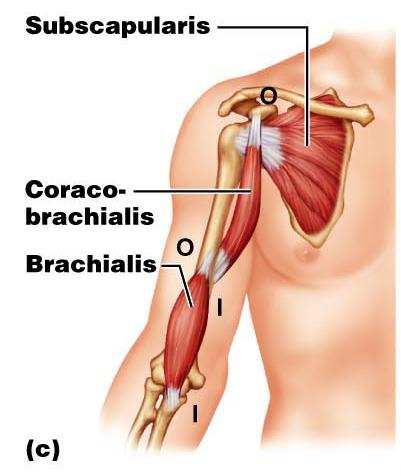 Subscapularis
O
Coraco-
brachialis
O
Brachialis
I
I
(c)